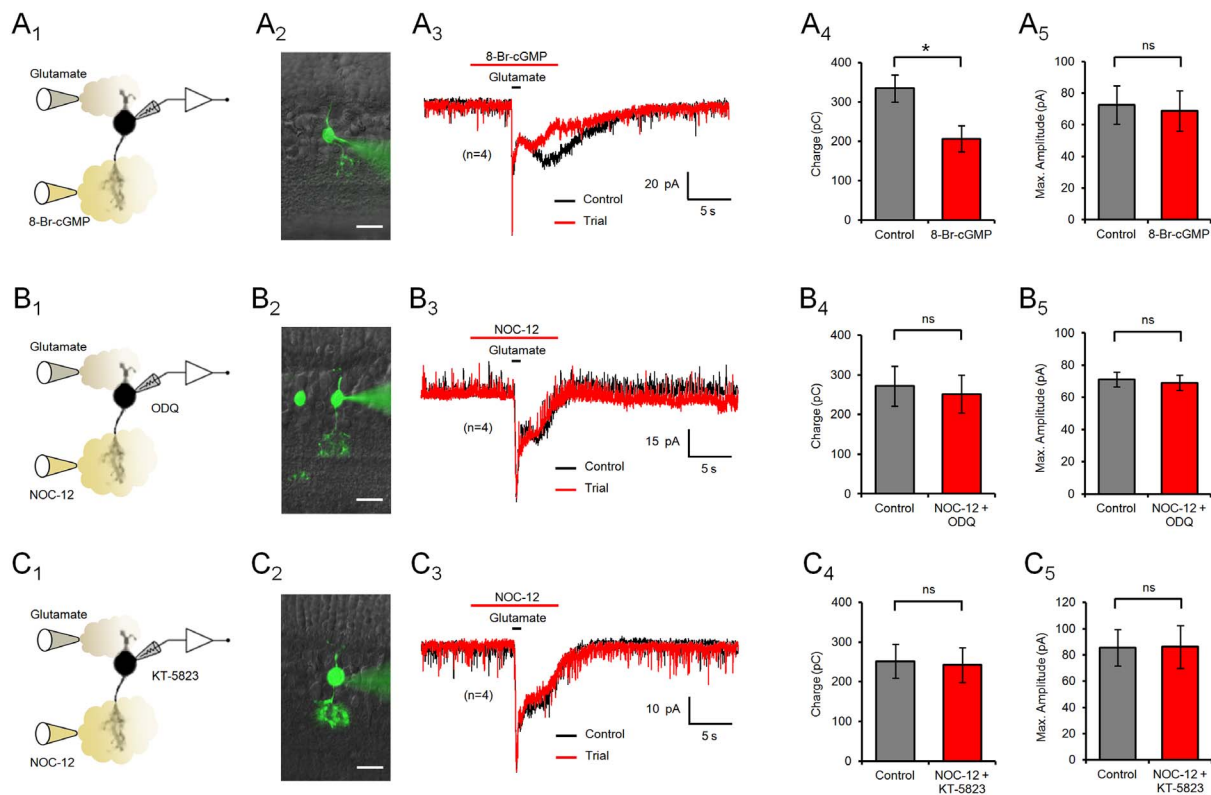 A1
Glutamate
8-Br-cGMP
A2
A3
8-Br-cGMP
Glutamate
(n=4)
20 pA
5 s
Control
Trial
A4
*
400
300
200
100
0
Charge (pC)
Control
8-Br-cGMP
A5
ns
100
80
60
40
20
0
Max. Amplitude (pA)
Control
8-Br-cGMP
B1
Glutamate
ODQ
NOC-12
B2
B3
NOC-12
Glutamate
(n=4)
15 pA
5 s
Control
Trial
B4
ns
400
300
200
100
0
Charge (pC)
Control
NOC-12 +
ODQ
B5
ns
100
80
60
40
20
0
Max. Amplitude (pA)
Control
NOC-12 +
ODQ
C1
Glutamate
KT-5823
NOC-12
C2
C3
NOC-12
Glutamate
(n=4)
10 pA
5 s
Control
Trial
C4
ns
400
300
200
100
0
Charge (pC)
Control
NOC-12 +
KT-5823
C5
ns
120
100
80
60
40
20
0
Max. Amplitude (pA)
Control
NOC-12 +
KT-5823